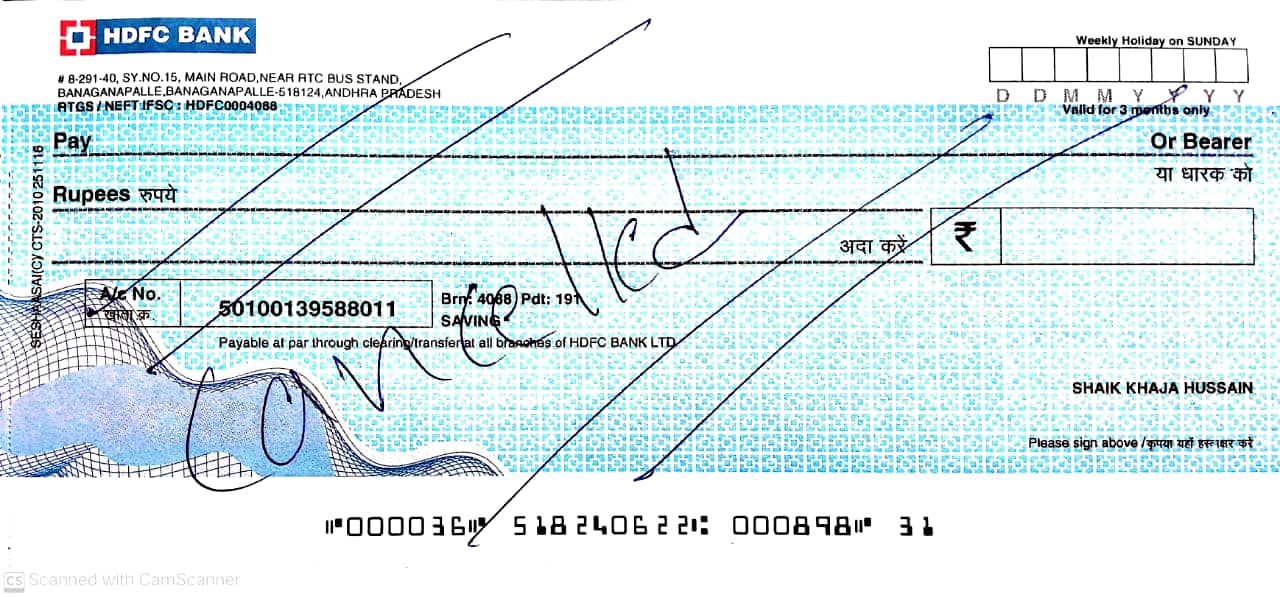 HDFC BANK
Weekly Holiday on SUNDAY
# 8-291-40, SY.NO.15, MAIN ROAD,NEAR RTC BUS STAND,
BANAGANAPALLE,BANAGANAPALLE-518124,ANDHRA PRADESH
RTGS / NEFT IFSC : HDFC0004088
D D M M Y Y Y Y
Valid for 3 months only
Pay
Or Bearer
या धारक को
Rupees रुपये
अदा करें
₹
A/c No.
खाता क्र.
50100139588011
Brn: 4088 Pdt: 191
SAVING
Payable at par through clearing/transfer at all branches of HDFC BANK LTD
Cancelled
SHAIK KHAJA HUSSAIN
Please sign above / कृपया यहाँ हस्ताक्षर करें
⑈000036⑈ 518240622⑆ 000898⑈ 31
CS Scanned with CamScanner